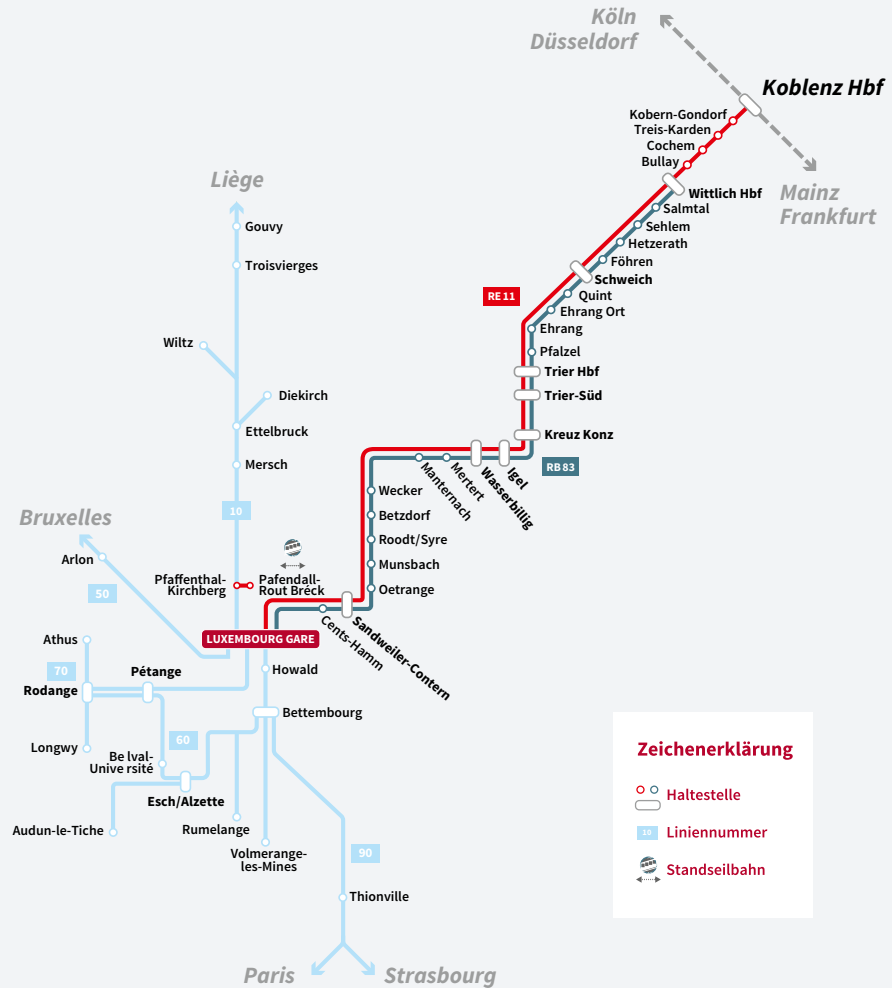 Köln
Düsseldorf
Koblenz Hbf
Kobern-Gondorf
Treis-Karden
Cochem
Bullay
Mainz
Frankfurt
Wittlich Hbf
Salmtal
Sehlem
Hetzerath
Föhren
Schweich
Quint
Ehrang Ort
Ehrang
Pfalzel
RE 11
Trier Hbf
Trier-Süd
Kreuz Konz
RB 83
Igel
Wasserbillig
Mertert
Manternach
Wecker
Betzdorf
Roodt/Syre
Munsbach
Oetrange
Sandweiler-Contern
Cents-Hamm
Liège
Gouvy
Troisvierges
Wiltz
Diekirch
Ettelbruck
Mersch
10
Bruxelles
Arlon
50
Pfaffenthal-
Kirchberg
Pafendall-
Rout Bréck
LUXEMBOURG GARE
Athus
70
Pétange
Rodange
Longwy
Howald
Bettembourg
60
Be lval-
Unive rsité
Esch/Alzette
Audun-le-Tiche
Rumelange
Volmerange-
les-Mines
90
Thionville
Paris
Strasbourg
Zeichenerklärung
Haltestelle
10
Liniennummer
Standseilbahn